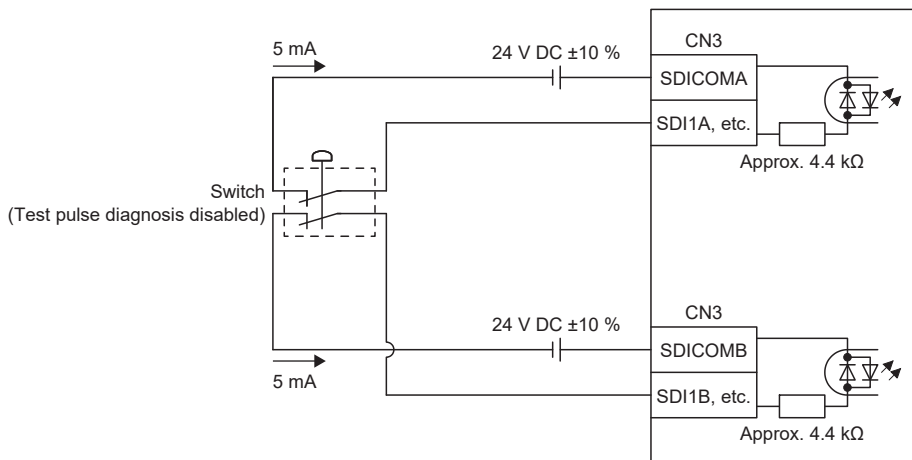 5 mA
24 V DC ±10 %
CN3
SDICOMA
SDI1A, etc.
Approx. 4.4 kΩ
Switch
(Test pulse diagnosis disabled)
24 V DC ±10 %
CN3
SDICOMB
5 mA
SDI1B, etc.
Approx. 4.4 kΩ